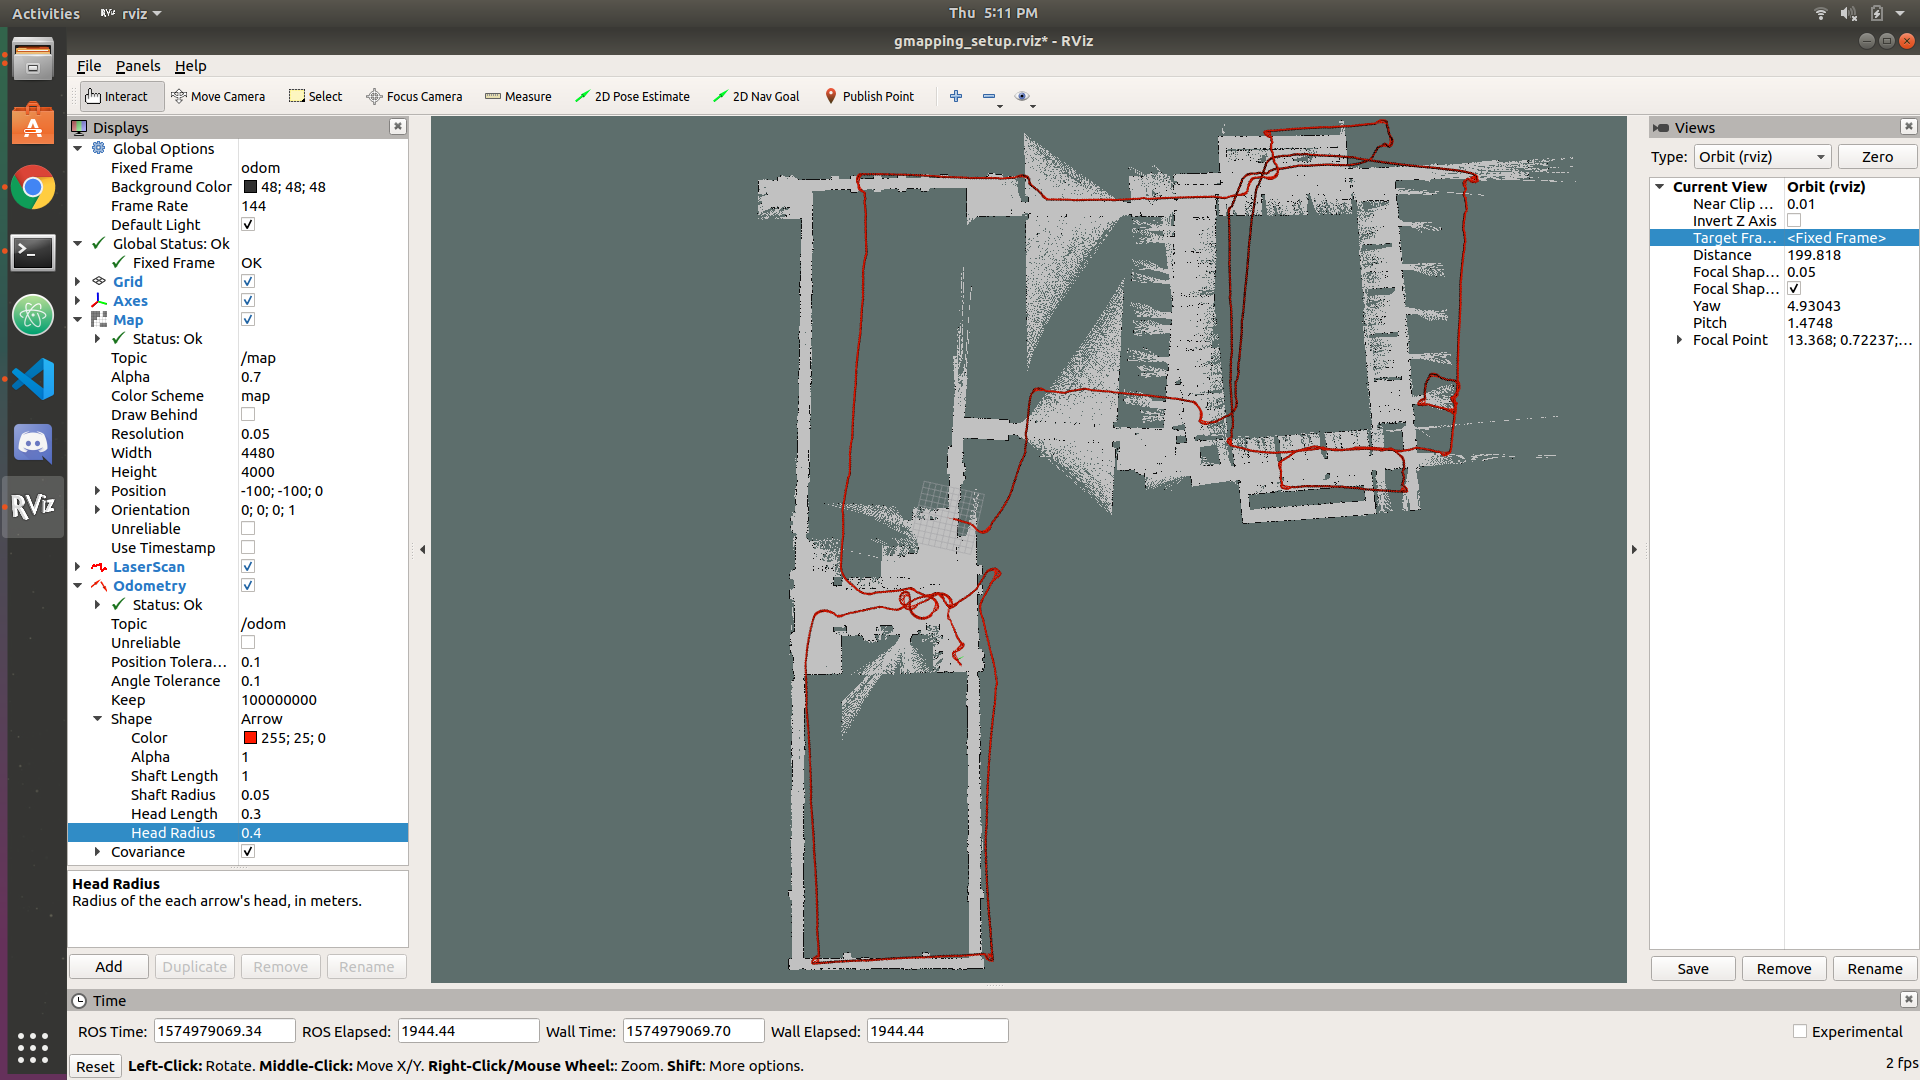 Activities rviz Thu 5:11 PM
gmapping_setup.rviz* - RViz
File Panels Help
Interact Move Camera Select Focus Camera Measure 2D Pose Estimate 2D Nav Goal Publish Point
Displays
Global Options
Fixed Frame odom
Background Color 48; 48; 48
Frame Rate 144
Default Light
Global Status: Ok
Fixed Frame OK
Grid
Axes
Map
Status: Ok
Topic /map
Alpha 0.7
Color Scheme map
Draw Behind
Resolution 0.05
Width 4480
Height 4000
Position -100; -100; 0
Orientation 0; 0; 0; 1
Unreliable
Use Timestamp
LaserScan
Odometry
Status: Ok
Topic /odom
Unreliable
Position Tolera... 0.1
Angle Tolerance 0.1
Keep 100000000
Shape Arrow
Color 255; 25; 0
Alpha 1
Shaft Length 1
Shaft Radius 0.05
Head Length 0.3
Head Radius 0.4
Covariance
Head Radius
Radius of the each arrow's head, in meters.
Add Duplicate Remove Rename
RViz
Views
Type: Orbit (rviz) Zero
Current View Orbit (rviz)
Near Clip ... 0.01
Invert Z Axis
Target Fra... <Fixed Frame>
Distance 199.818
Focal Shap... 0.05
Focal Shap...
Yaw 4.93043
Pitch 1.4748
Focal Point 13.368; 0.72237;...
Save Remove Rename
Time
ROS Time: 1574979069.34 ROS Elapsed: 1944.44 Wall Time: 1574979069.70 Wall Elapsed: 1944.44 Experimental
Reset Left-Click: Rotate. Middle-Click: Move X/Y. Right-Click/Mouse Wheel:: Zoom. Shift: More options. 2 fps